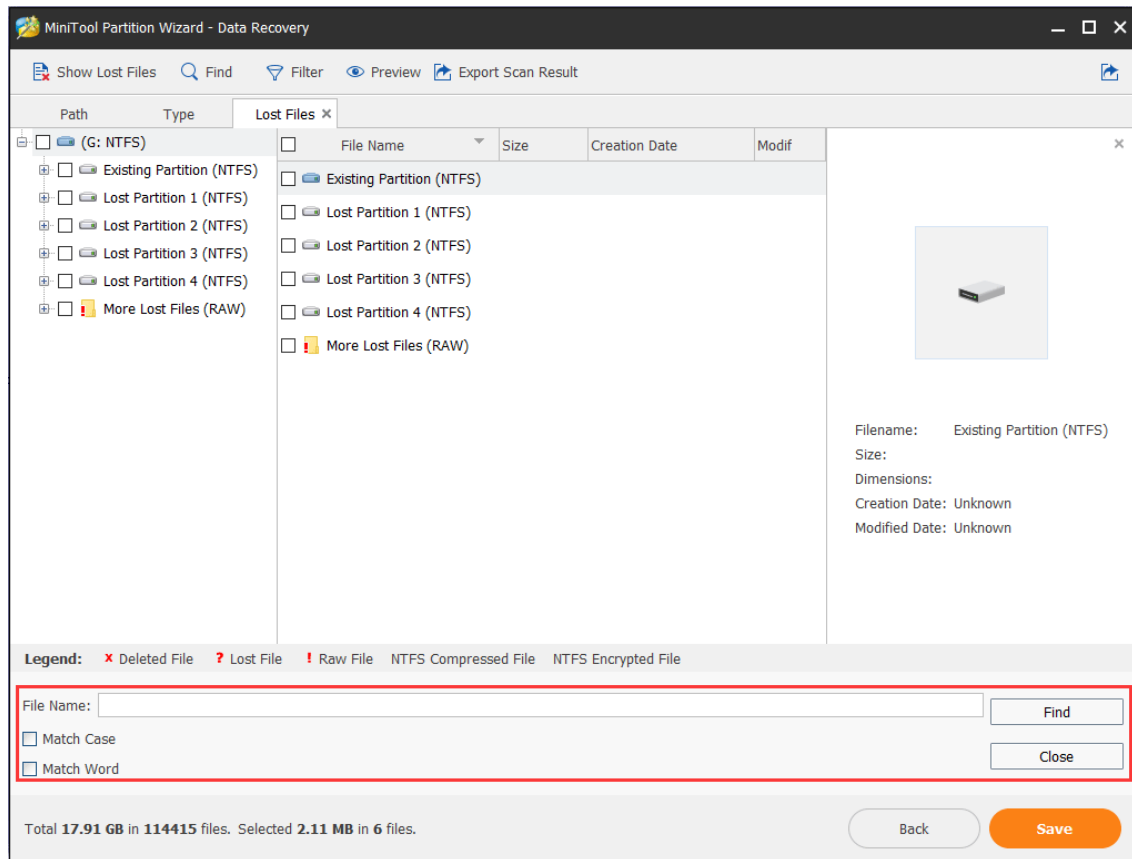 MiniTool Partition Wizard - Data Recovery
Show Lost Files Find Filter Preview Export Scan Result
Path Type Lost Files
(G: NTFS)
Existing Partition (NTFS)
Lost Partition 1 (NTFS)
Lost Partition 2 (NTFS)
Lost Partition 3 (NTFS)
Lost Partition 4 (NTFS)
More Lost Files (RAW)
File Name Size Creation Date Modif
Existing Partition (NTFS)
Lost Partition 1 (NTFS)
Lost Partition 2 (NTFS)
Lost Partition 3 (NTFS)
Lost Partition 4 (NTFS)
More Lost Files (RAW)
Filename: Existing Partition (NTFS)
Size:
Dimensions:
Creation Date: Unknown
Modified Date: Unknown
Legend: x Deleted File ? Lost File ! Raw File NTFS Compressed File NTFS Encrypted File
File Name: Find
Match Case
Close
Match Word
Total 17.91 GB in 114415 files. Selected 2.11 MB in 6 files. Back Save